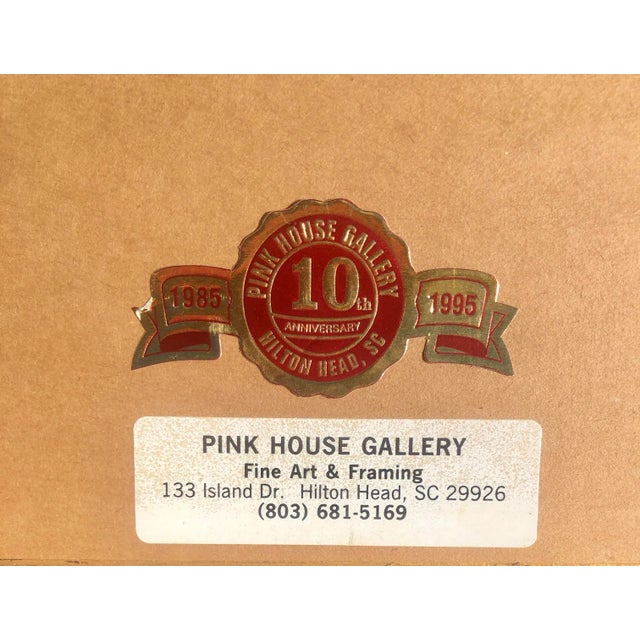 PINK HOUSE GALLERY
1985
10th
1995
ANNIVERSARY
HILTON HEAD, SC
PINK HOUSE GALLERY
Fine Art & Framing
133 Island Dr. Hilton Head, SC 29926
(803) 681-5169